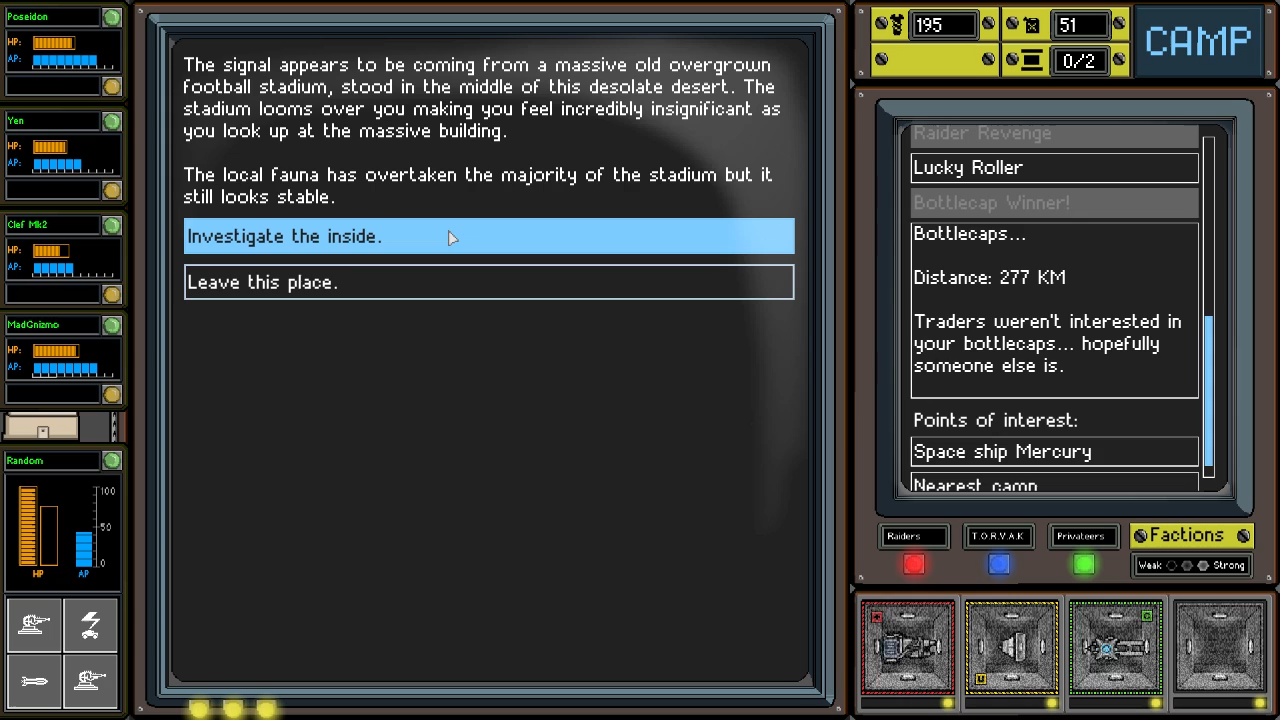 Poseidon
HP:
AP:
Yen
HP:
AP:
Clef Mk2
HP:
AP:
MadGnizmo
HP:
AP:
Random
100
50
0
HP
AP
The signal appears to be coming from a massive old overgrown
football stadium, stood in the middle of this desolate desert. The
stadium looms over you making you feel incredibly insignificant as
you look up at the massive building.
The local fauna has overtaken the majority of the stadium but it
still looks stable.
Investigate the inside.
Leave this place.
195
51
0/2
CAMP
Raider Revenge
Lucky Roller
Bottlecap Winner!
Bottlecaps...
Distance: 277 KM
Traders weren't interested in
your bottlecaps... hopefully
someone else is.
Points of interest:
Space ship Mercury
Nearest camp
Raiders
T.O.R.V.A.K
Privateers
Factions
Weak
Strong